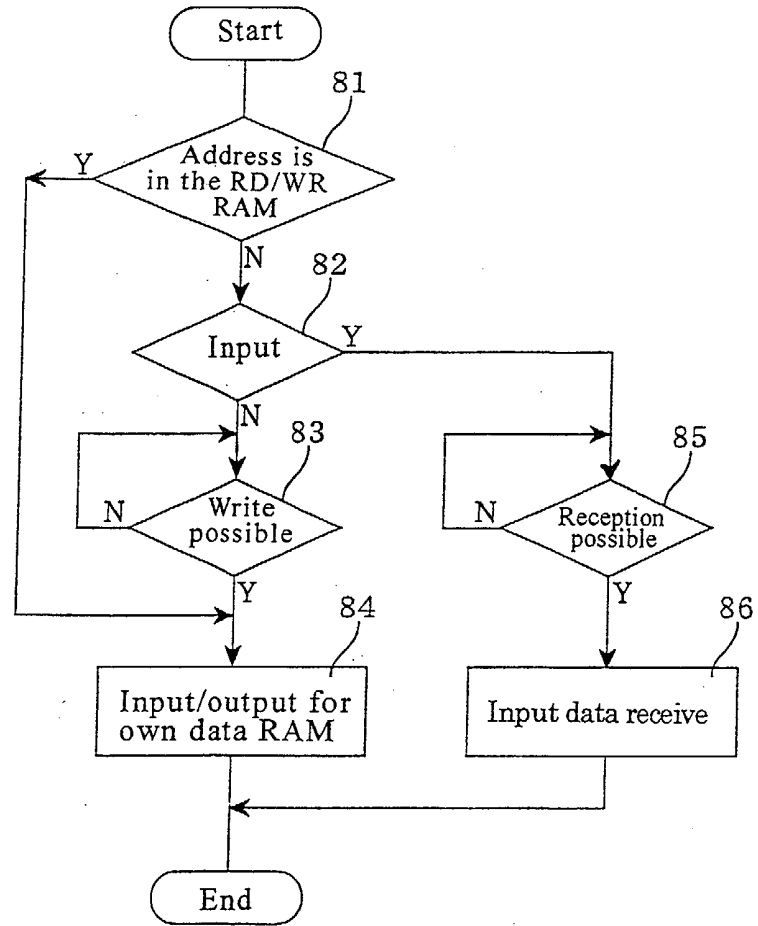 Start
81
Address is
in the RD/WR
RAM
Y
N
82
Input
Y
N
83
Write
possible
N
Y
85
Reception
possible
N
Y
84
Input/output for
own data RAM
86
Input data receive
End